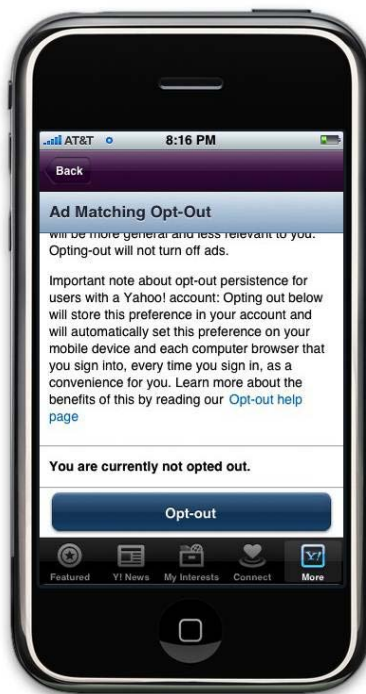 AT&T 8:16 PM
Back
Ad Matching Opt-Out
will be more general and less relevant to you.
Opting-out will not turn off ads.
Important note about opt-out persistence for
users with a Yahoo! account: Opting out below
will store this preference in your account and
will automatically set this preference on your
mobile device and each computer browser that
you sign into, every time you sign in, as a
convenience for you. Learn more about the
benefits of this by reading our Opt-out help
page
You are currently not opted out.
Opt-out
Y!
Featured Y! News My Interests Connect More